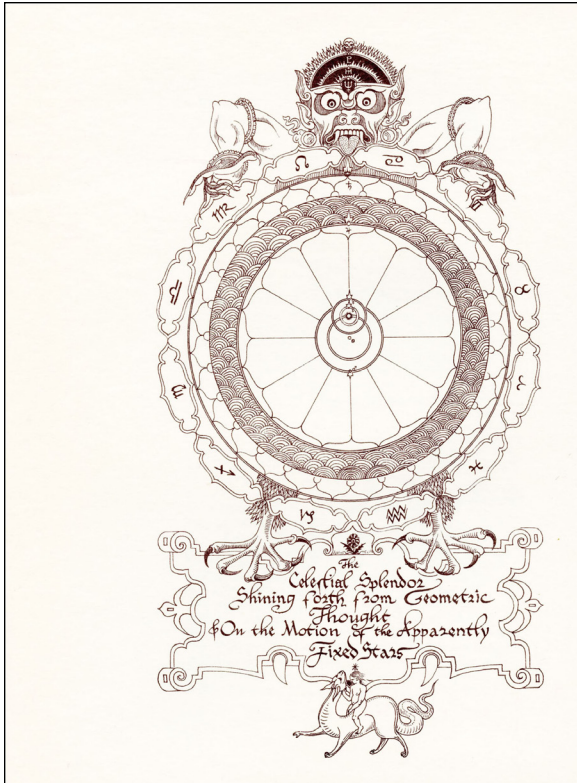 The
Celestial Splendor
Shining forth from Geometric
Thought
& On the Motion of the Apparently
Fixed Stars